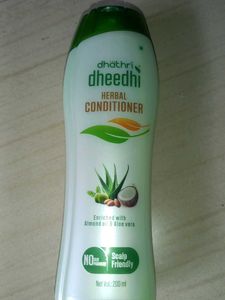 dhathri
dheedhi
HERBAL
CONDITIONER
Enriched with
Almond oil & Aloe vera
NO
Scalp
Friendly
Net Vol.: 200 ml